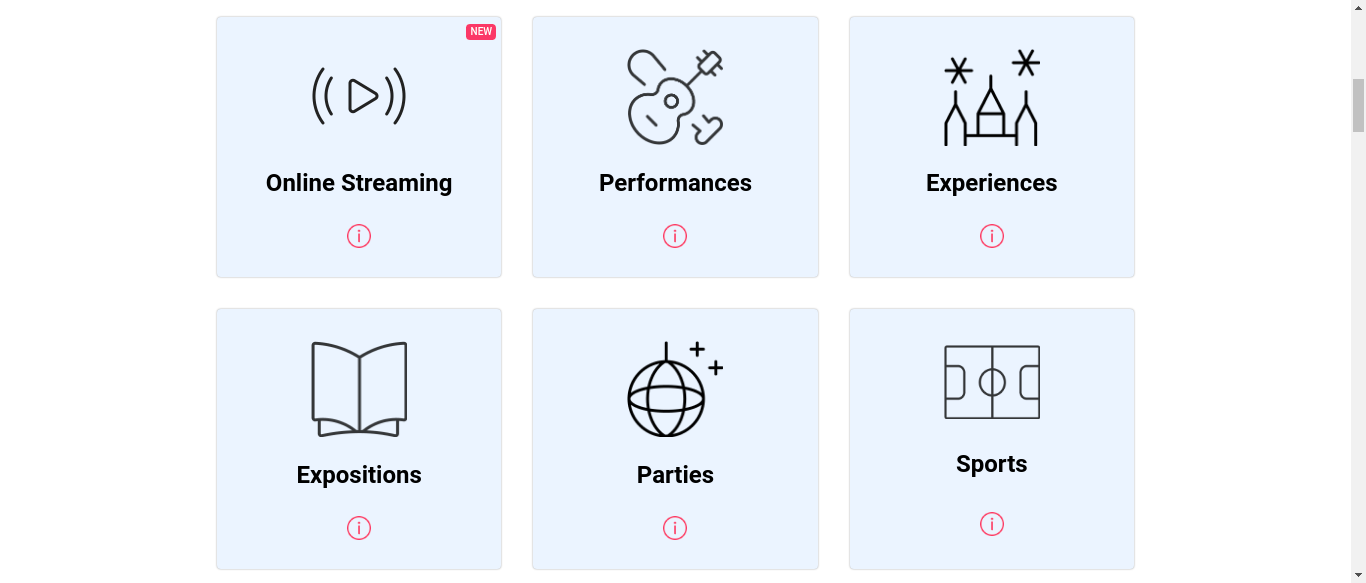 NEW
Online Streaming
Performances
Experiences
Expositions
Parties
Sports